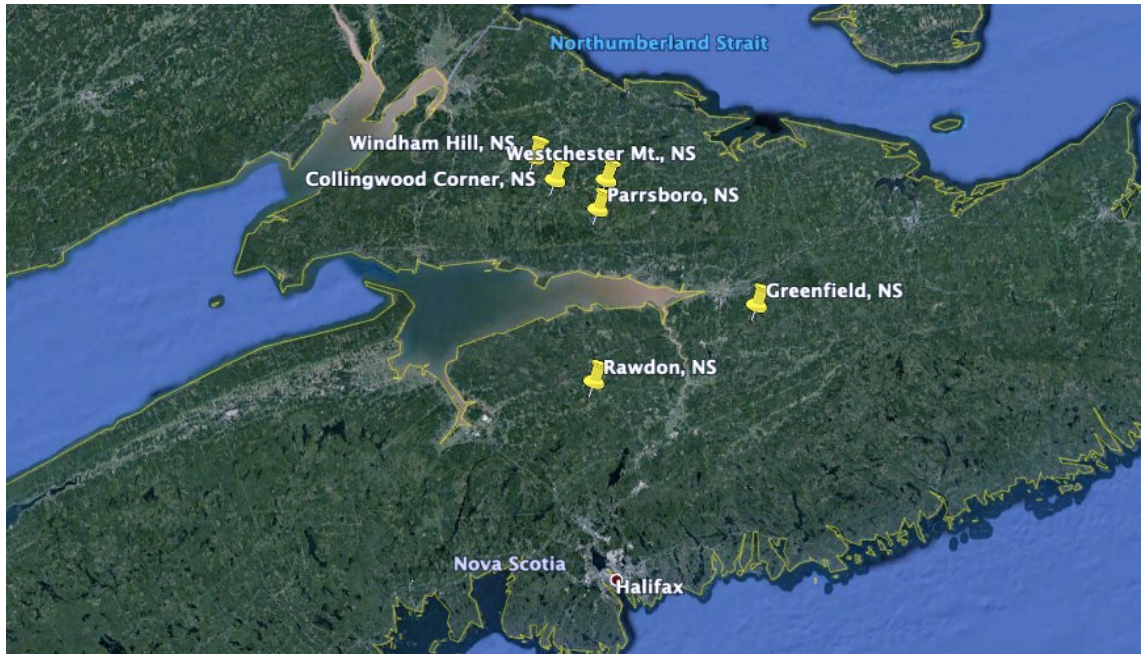 Northumberland Strait
Windham Hill, NS
Westchester Mt., NS
Collingwood Corner, NS
Parrsboro, NS
Greenfield, NS
Rawdon, NS
Nova Scotia
Halifax